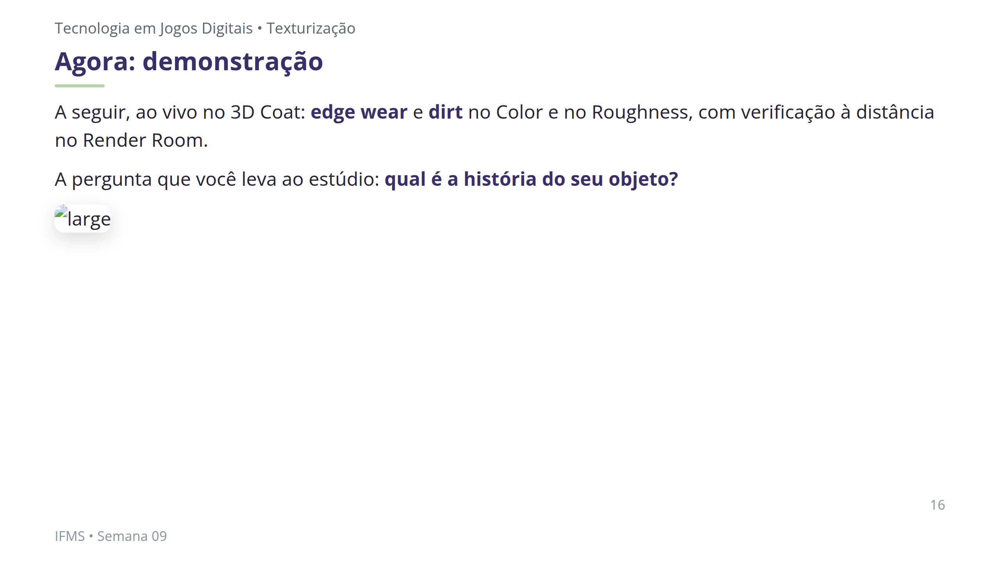 Tecnologia em Jogos Digitais • Texturização
Agora: demonstração
A seguir, ao vivo no 3D Coat: edge wear e dirt no Color e no Roughness, com verificação à distância
no Render Room.
A pergunta que você leva ao estúdio: qual é a história do seu objeto?
large
16
IFMS • Semana 09